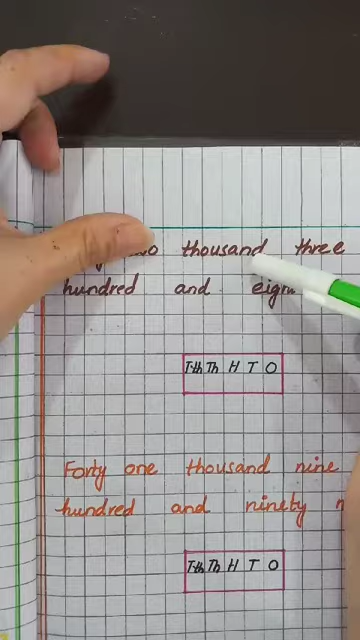 thousand three
hundred and
Tth Th H T O
Forty one thousand nine
hundred and ninety
Tth Th H T O